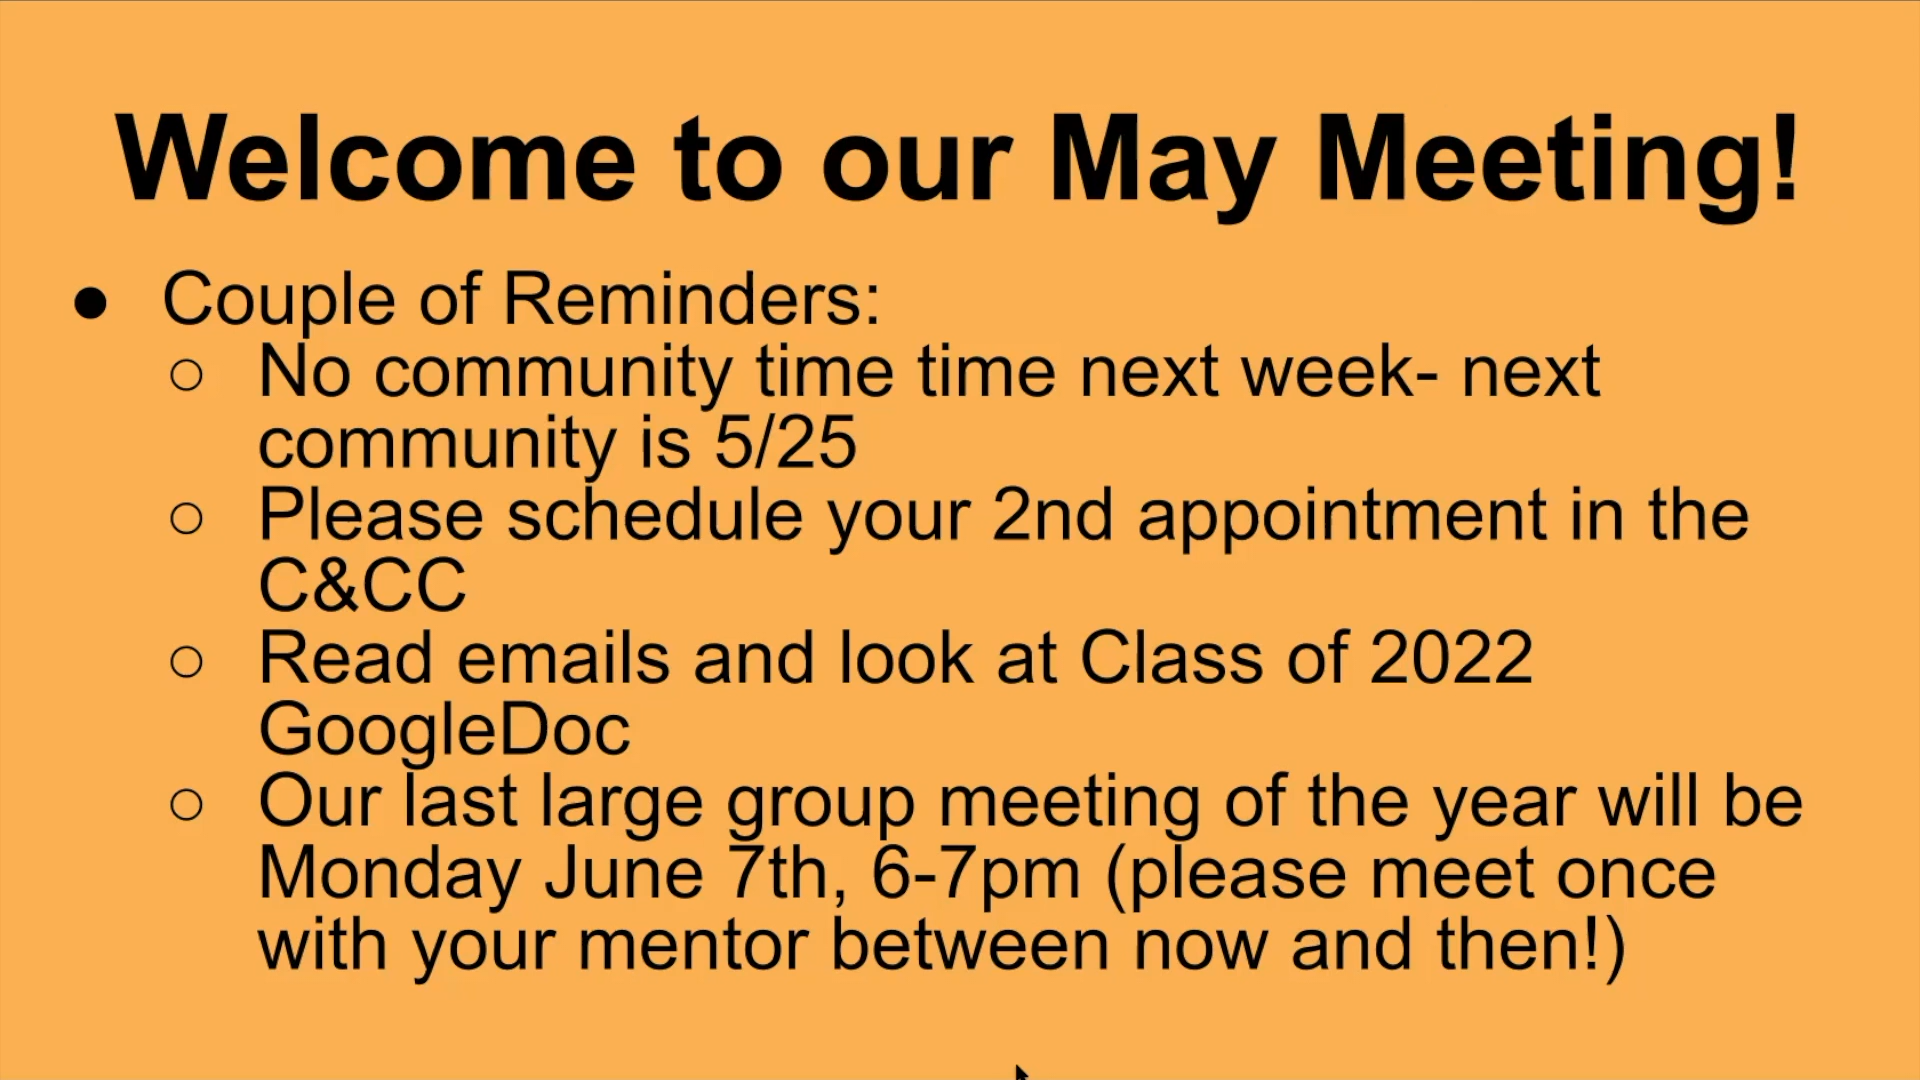 Welcome to our May Meeting!
● Couple of Reminders:
○ No community time time next week- next
community is 5/25
○ Please schedule your 2nd appointment in the
C&CC
○ Read emails and look at Class of 2022
GoogleDoc
○ Our last large group meeting of the year will be
Monday June 7th, 6-7pm (please meet once
with your mentor between now and then!)